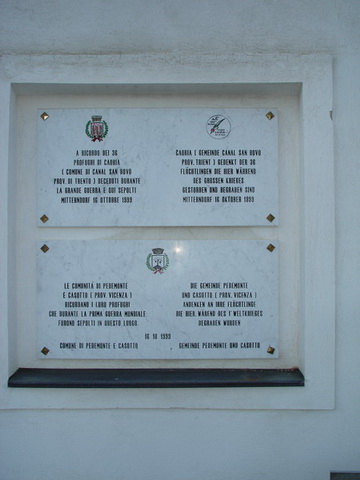 A RICORDO DEI 36
PROFUGHI DI CAORIA
( COMUNE DI CANAL SAN BOVO
PROV. DI TRENTO ) DECEDUTI DURANTE
LA GRANDE GUERRA E QUI SEPOLTI
MITTERNDORF 16 OTTOBRE 1999
CAORIA ( GEMEINDE CANAL SAN BOVO
PROV. TRIENT ) GEDENKT DER 36
FLÜCHTLINGEN DIE HIER WÄREND
DES GROSSEN KRIEGES
GESTORBEN UND BEGRABEN SIND
MITTERNDORF 16 OKTOBER 1999
LE COMUNITÀ DI PEDEMONTE
E CASOTTO ( PROV. VICENZA )
RICORDANO I LORO PROFUGHI
CHE DURANTE LA PRIMA GUERRA MONDIALE
FURONO SEPOLTI IN QUESTO LUOGO.
DIE GEMEINDE PEDEMONTE
UND CASOTTO ( PROV. VICENZA )
ANDENKEN AN IHRE FLÜCHTLINGE
DIE HIER, WÄREND DES 1° WELTKRIEGES
BEGRABEN WURDEN
16 10 1999
COMUNE DI PEDEMONTE E CASOTTO
GEMEINDE PEDEMONTE UND CASOTTO